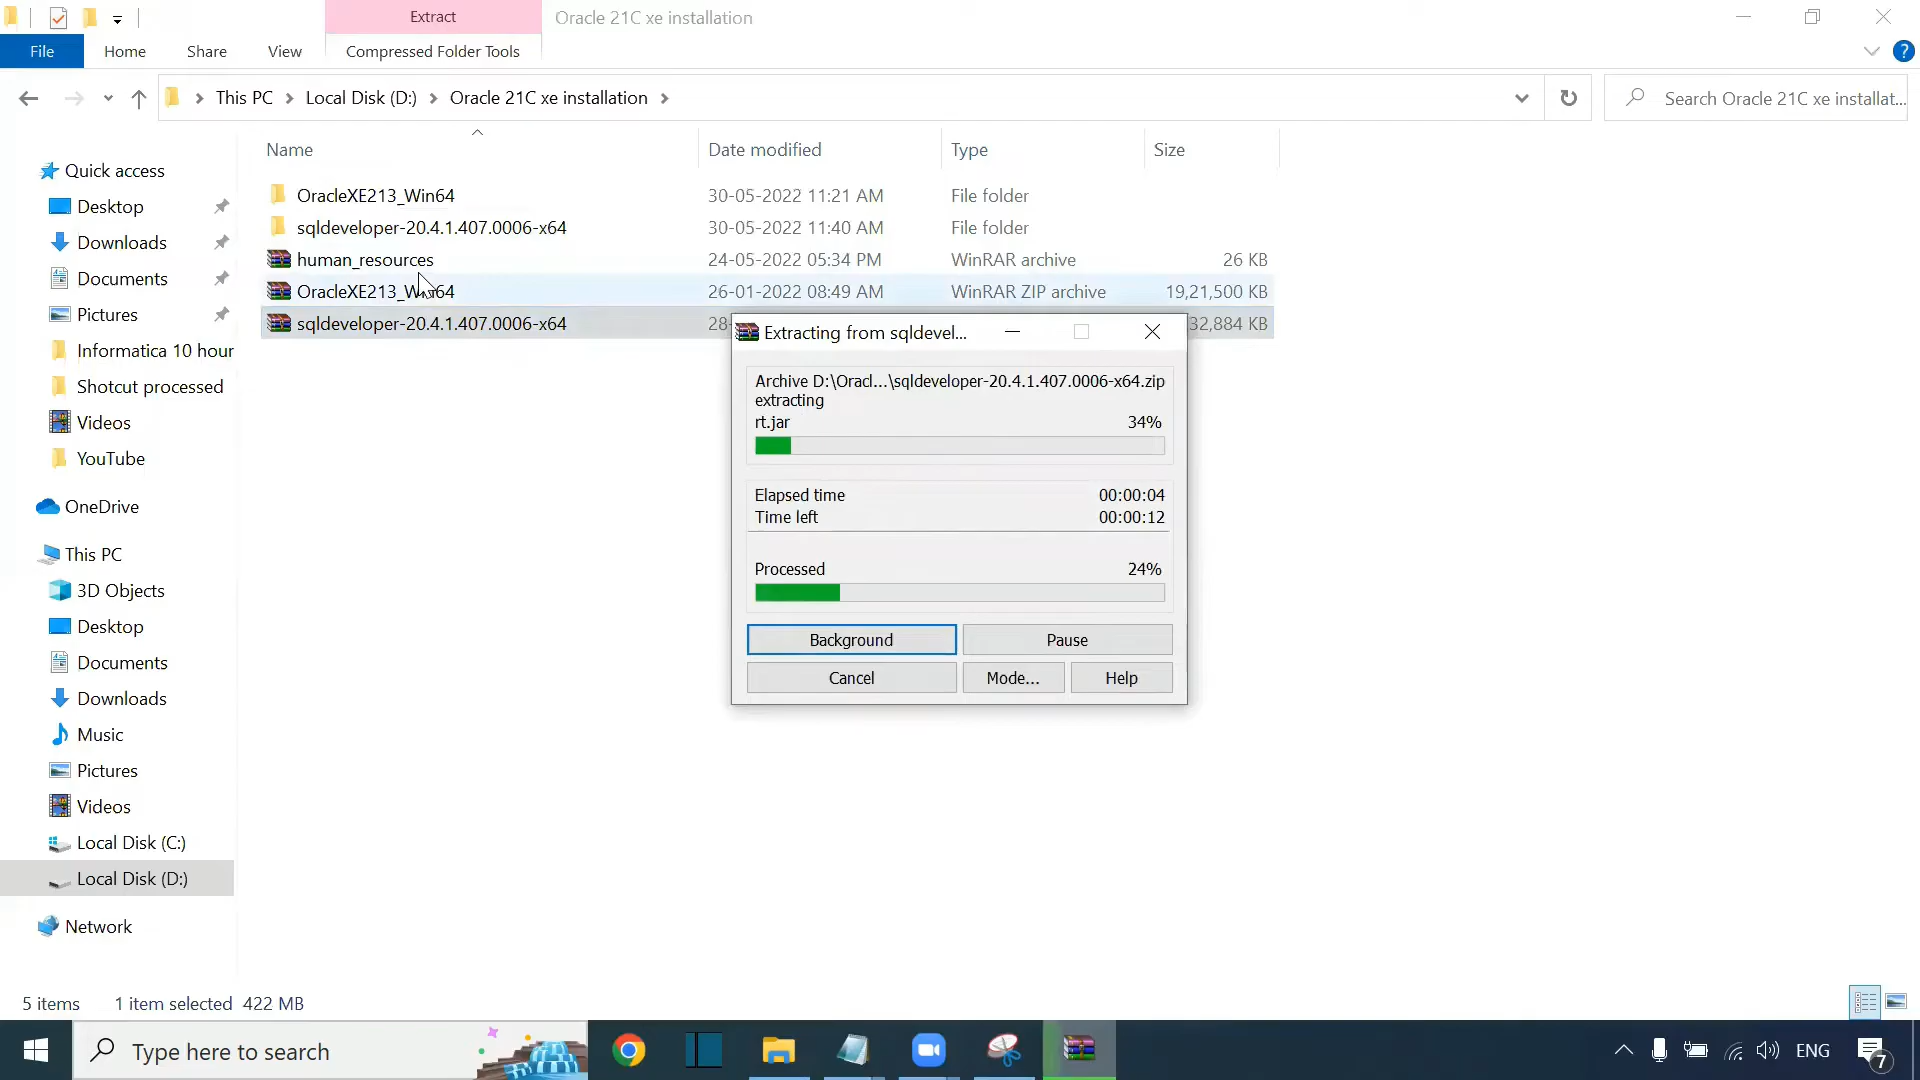 Extract
Oracle 21C xe installation
File
Home
Share
View
Compressed Folder Tools
This PC
Local Disk (D:)
Oracle 21C xe installation
Search Oracle 21C xe installat...
Name
Date modified
Type
Size
OracleXE213_Win64
30-05-2022 11:21 AM
File folder
sqldeveloper-20.4.1.407.0006-x64
30-05-2022 11:40 AM
File folder
human_resources
24-05-2022 05:34 PM
WinRAR archive
26 KB
OracleXE213_Win64
26-01-2022 08:49 AM
WinRAR ZIP archive
19,21,500 KB
sqldeveloper-20.4.1.407.0006-x64
28-
32,884 KB
Quick access
Desktop
Downloads
Documents
Pictures
Informatica 10 hour
Shotcut processed
Videos
YouTube
OneDrive
This PC
3D Objects
Desktop
Documents
Downloads
Music
Pictures
Videos
Local Disk (C:)
Local Disk (D:)
Network
Extracting from sqldevel...
Archive D:\Oracl...\sqldeveloper-20.4.1.407.0006-x64.zip
extracting
rt.jar
34%
Elapsed time
00:00:04
Time left
00:00:12
Processed
24%
Background
Pause
Cancel
Mode...
Help
5 items
1 item selected 422 MB
Type here to search
ENG
7